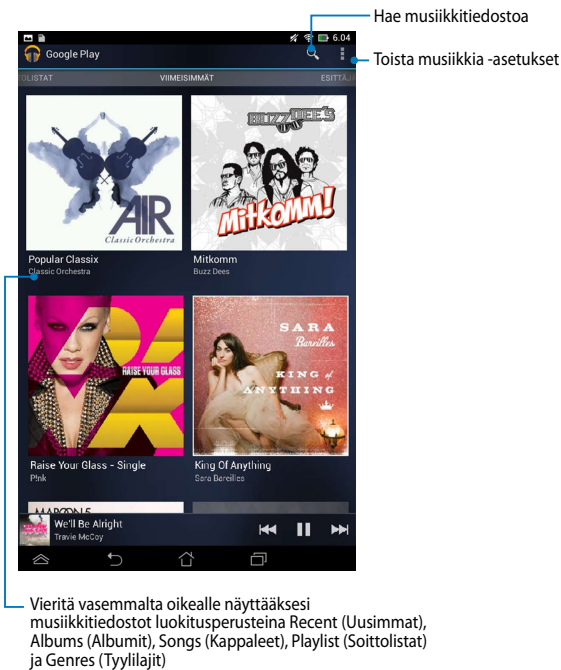 Hae musiikkitiedostoa
6.04
Google Play
Toista musiikkia -asetukset
TOLISTAT
VIIMEISIMMÄT
ESITTÄJÄ
AIR
Classic Orchestra
BUZZ DEE'S
MitKomm!
Popular Classix
Classic Orchestra
Mitkomm
Buzz Dees
RAISE YOUR GLASS
SARA
Bareilles
KING of
ANYTHING
Raise Your Glass - Single
P!nk
King Of Anything
Sara Bareilles
MAROON 5
We'll Be Alright
Travie McCoy
Vieritä vasemmalta oikealle näyttääksesi
musiikkitiedostot luokitusperusteina Recent (Uusimmat),
Albums (Albumit), Songs (Kappaleet), Playlist (Soittolistat)
ja Genres (Tyylilajit)